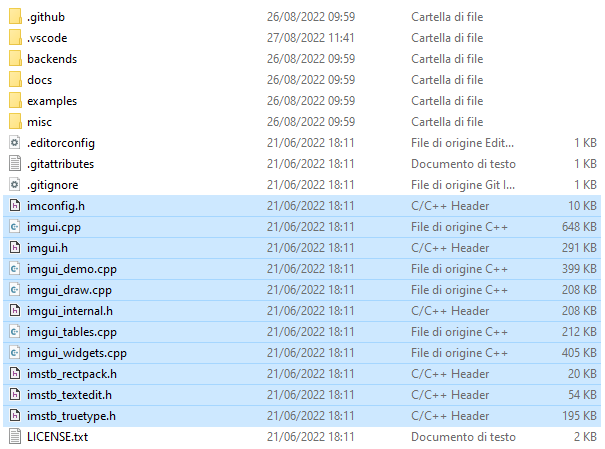 .github 26/08/2022 09:59 Cartella di file
.vscode 27/08/2022 11:41 Cartella di file
backends 26/08/2022 09:59 Cartella di file
docs 26/08/2022 09:59 Cartella di file
examples 26/08/2022 09:59 Cartella di file
misc 26/08/2022 09:59 Cartella di file
.editorconfig 21/06/2022 18:11 File di origine Edit... 1 KB
.gitattributes 21/06/2022 18:11 Documento di testo 1 KB
.gitignore 21/06/2022 18:11 File di origine Git I... 1 KB
imconfig.h 21/06/2022 18:11 C/C++ Header 10 KB
imgui.cpp 21/06/2022 18:11 File di origine C++ 648 KB
imgui.h 21/06/2022 18:11 C/C++ Header 291 KB
imgui_demo.cpp 21/06/2022 18:11 File di origine C++ 399 KB
imgui_draw.cpp 21/06/2022 18:11 File di origine C++ 208 KB
imgui_internal.h 21/06/2022 18:11 C/C++ Header 208 KB
imgui_tables.cpp 21/06/2022 18:11 File di origine C++ 212 KB
imgui_widgets.cpp 21/06/2022 18:11 File di origine C++ 405 KB
imstb_rectpack.h 21/06/2022 18:11 C/C++ Header 20 KB
imstb_textedit.h 21/06/2022 18:11 C/C++ Header 54 KB
imstb_truetype.h 21/06/2022 18:11 C/C++ Header 195 KB
LICENSE.txt 21/06/2022 18:11 Documento di testo 2 KB